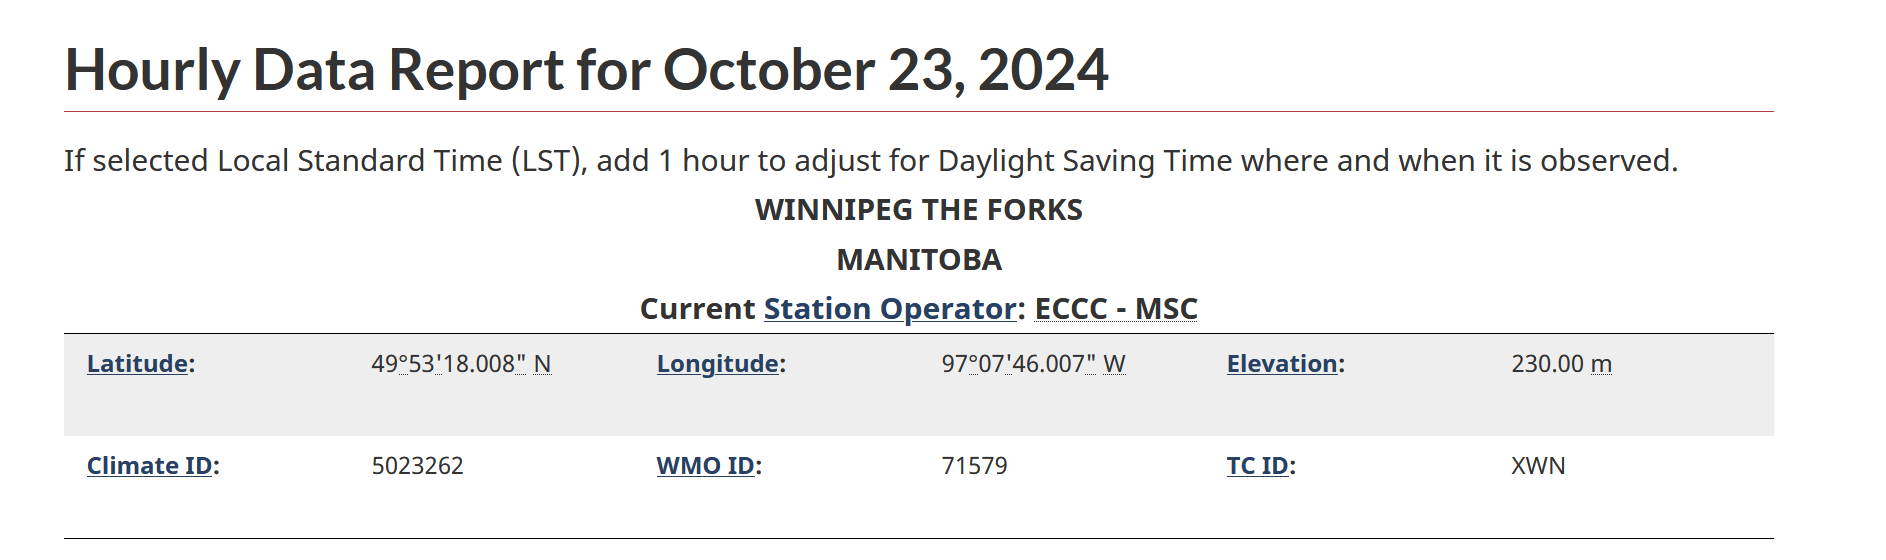 Hourly Data Report for October 23, 2024
If selected Local Standard Time (LST), add 1 hour to adjust for Daylight Saving Time where and when it is observed.
WINNIPEG THE FORKS
MANITOBA
Current Station Operator: ECCC - MSC
Latitude: 49°53'18.008" N Longitude: 97°07'46.007" W Elevation: 230.00 m
Climate ID: 5023262 WMO ID: 71579 TC ID: XWN